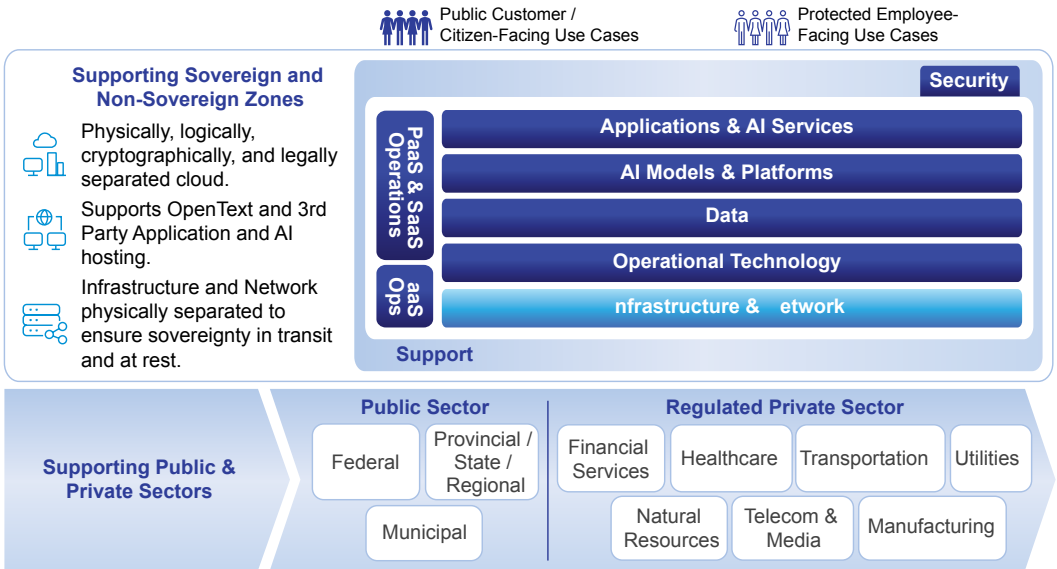 Public Customer /
Citizen-Facing Use Cases
Protected Employee-
Facing Use Cases
Supporting Sovereign and
Non-Sovereign Zones
Physically, logically,
cryptographically, and legally
separated cloud.
Supports OpenText and 3rd
Party Application and AI
hosting.
Infrastructure and Network
physically separated to
ensure sovereignty in transit
and at rest.
Security
PaaS & SaaS
Operations
aaS
Ops
Applications & AI Services
AI Models & Platforms
Data
Operational Technology
nfrastructure & etwork
Support
Supporting Public &
Private Sectors
Public Sector
Federal
Provincial /
State /
Regional
Municipal
Regulated Private Sector
Financial
Services
Healthcare
Transportation
Utilities
Natural
Resources
Telecom &
Media
Manufacturing